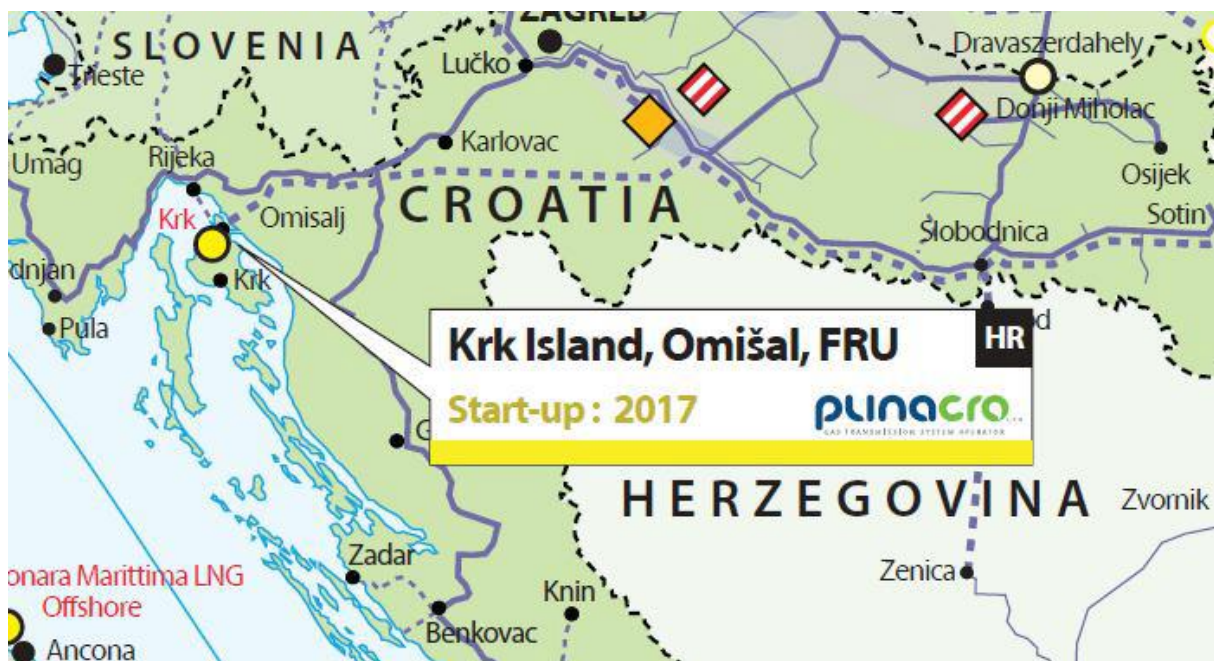 ZAGREB
SLOVENIA
Trieste
Lučko
Dravaszerdahely
Donji Miholac
Umag
Rijeka
Karlovac
Osijek
Krk
Omisalj
CROATIA
Sotin
Slobodnica
dnjan
Krk
Pula
Krk Island, Omišal, FRU
HR
od
Start-up : 2017
PLINACRO
GAS TRANSMISSION SYSTEM OPERATOR
G
HERZEGOVINA
Zvornik
Zadar
Zenica
onara Marittima LNG
Offshore
Knin
Benkovac
Ancona